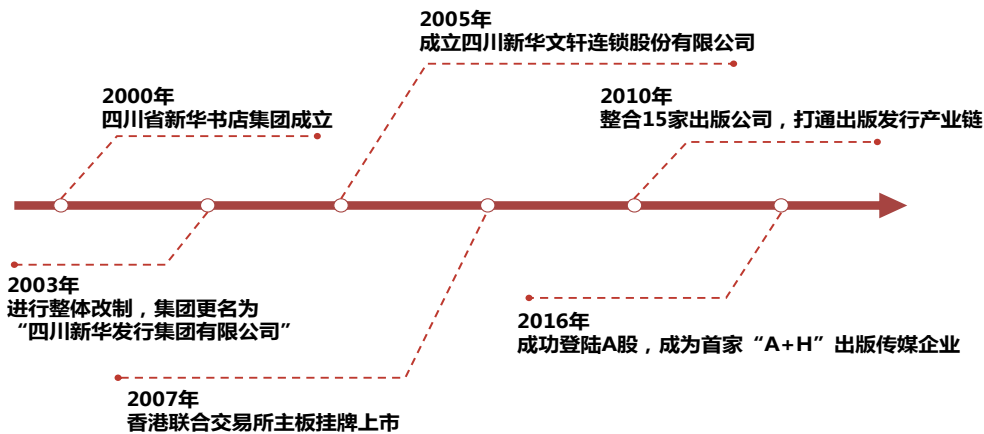 2000年
四川省新华书店集团成立
2003年
进行整体改制，集团更名为
“四川新华发行集团有限公司”
2005年
成立四川新华文轩连锁股份有限公司
2007年
香港联合交易所主板挂牌上市
2010年
整合15家出版公司，打通出版发行产业链
2016年
成功登陆A股，成为首家“A+H”出版传媒企业